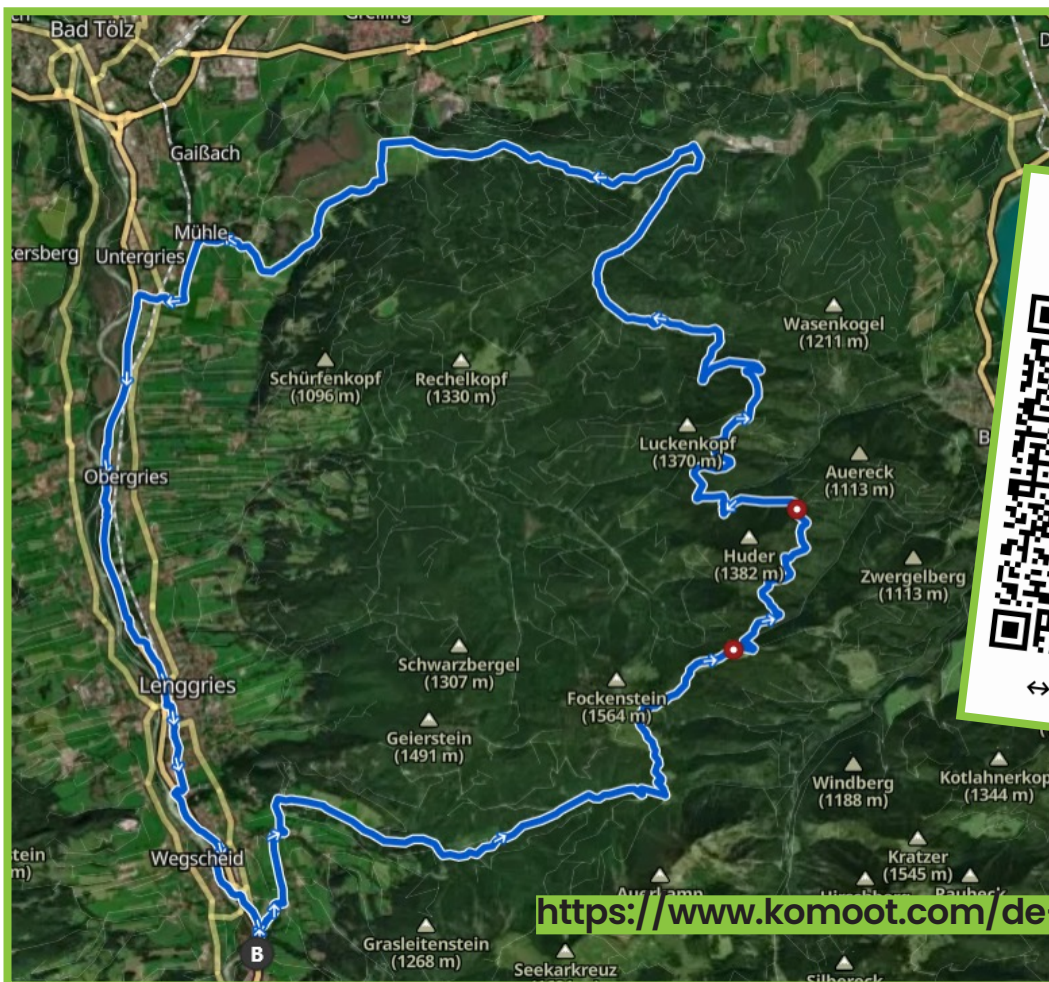 Bad Tölz
Gaißach
Mühle
Untergries
Wasenkogel
(1211 m)
Schürfenkopf
(1096 m)
Rechelkopf
(1330 m)
Luckenkopf
(1370 m)
Auereck
(1113 m)
Obergries
Huder
(1382 m)
Zwergelberg
(1113 m)
Schwarzbergel
(1307 m)
Lenggries
Fockenstein
(1564 m)
Geierstein
(1491 m)
Windberg
(1188 m)
Kotlahnerkop
(1344 m)
Wegscheid
stein
m)
Kratzer
(1545 m)
https://www.komoot.com/de-
B
Grasleitenstein
(1268 m)
Seekarkreuz